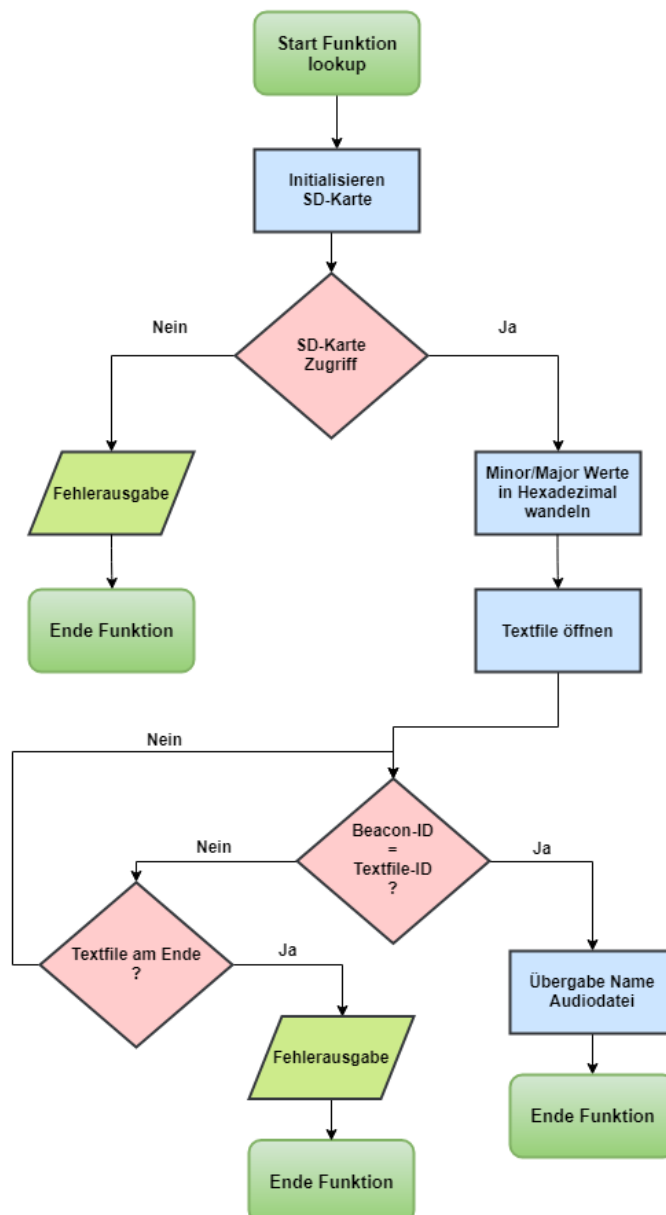 Start Funktion
lookup
Initialisieren
SD-Karte
Nein
Ja
SD-Karte
Zugriff
Fehlerausgabe
Minor/Major Werte
in Hexadezimal
wandeln
Ende Funktion
Textfile öffnen
Nein
Beacon-ID
=
Textfile-ID
?
Nein
Ja
Textfile am Ende
?
Ja
Übergabe Name
Audiodatei
Fehlerausgabe
Ende Funktion
Ende Funktion